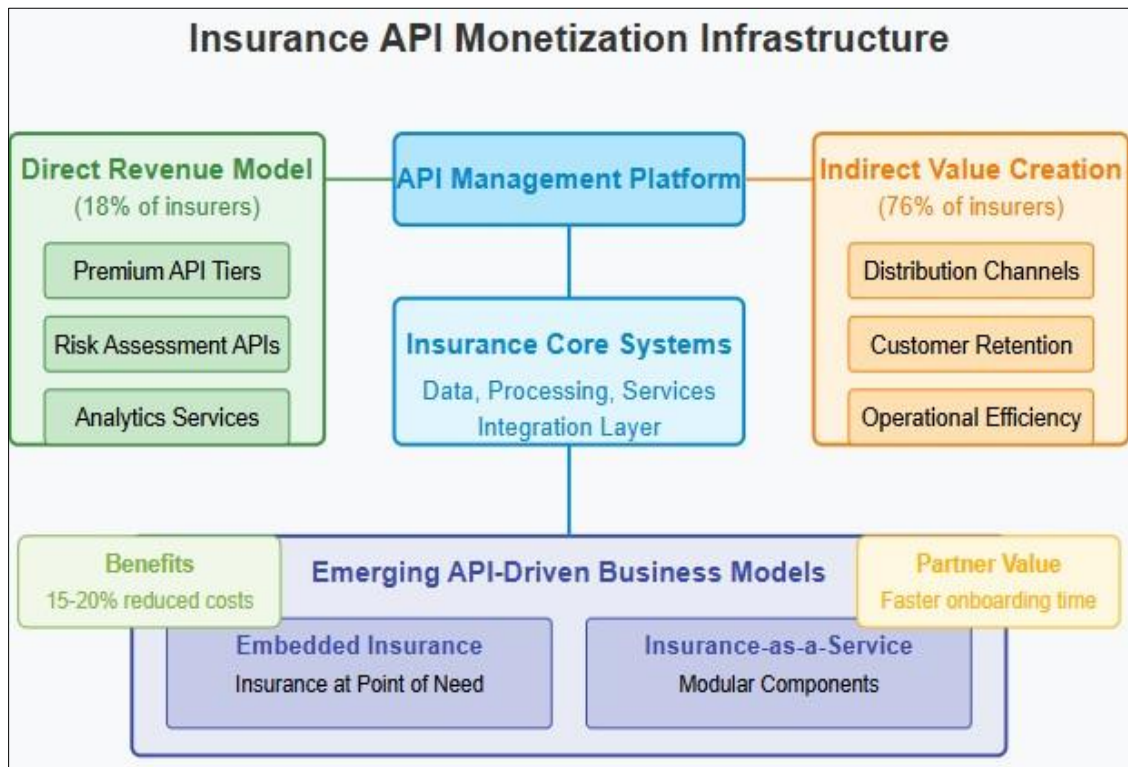 Insurance API Monetization Infrastructure
Direct Revenue Model
(18% of insurers)
Premium API Tiers
Risk Assessment APIs
Analytics Services
API Management Platform
Insurance Core Systems
Data, Processing, Services
Integration Layer
Indirect Value Creation
(76% of insurers)
Distribution Channels
Customer Retention
Operational Efficiency
Benefits
15-20% reduced costs
Emerging API-Driven Business Models
Partner Value
Faster onboarding time
Embedded Insurance
Insurance at Point of Need
Insurance-as-a-Service
Modular Components